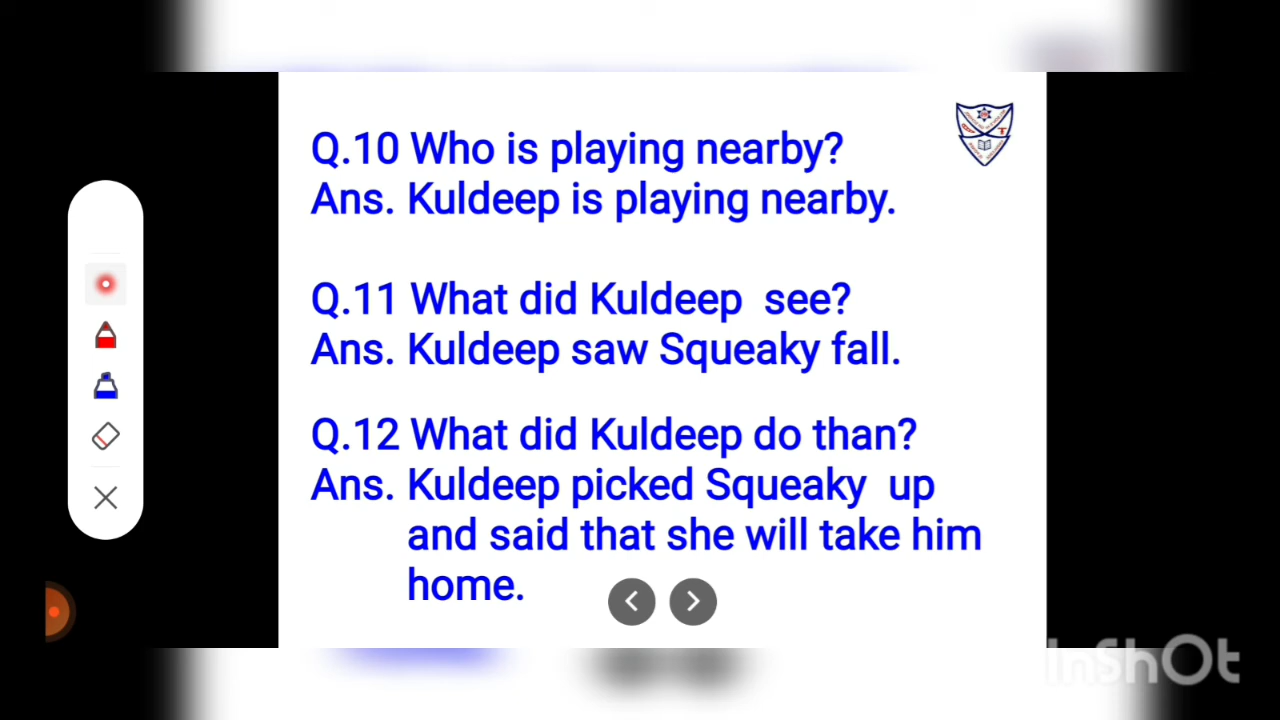 Q.10 Who is playing nearby?
Ans. Kuldeep is playing nearby.
Q.11 What did Kuldeep see?
Ans. Kuldeep saw Squeaky fall.
Q.12 What did Kuldeep do than?
Ans. Kuldeep picked Squeaky up
and said that she will take him
home.
InShOt